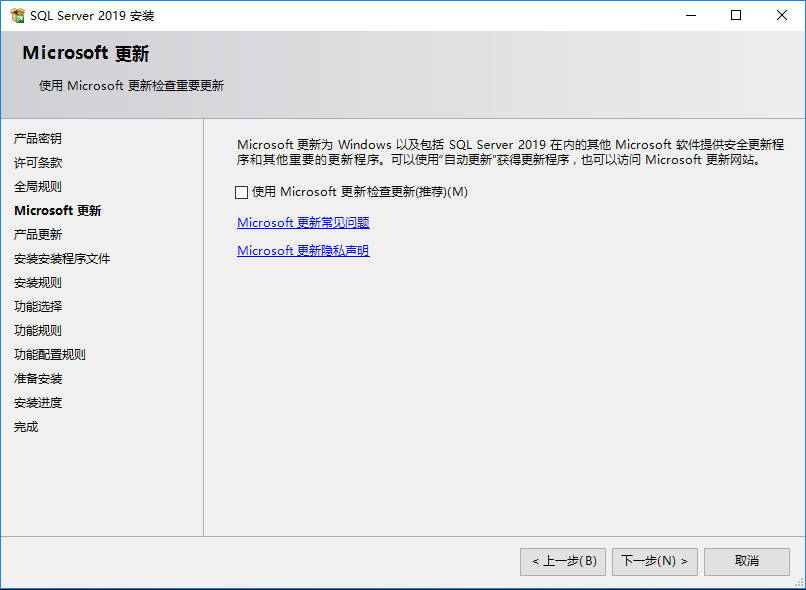 SQL Server 2019 安装
Microsoft 更新
使用 Microsoft 更新检查重要更新
产品密钥
许可条款
全局规则
Microsoft 更新
产品更新
安装安装程序文件
安装规则
功能选择
功能规则
功能配置规则
准备安装
安装进度
完成
Microsoft 更新为 Windows 以及包括 SQL Server 2019 在内的其他 Microsoft 软件提供安全更新程
序和其他重要的更新程序。可以使用“自动更新”获得更新程序，也可以访问 Microsoft 更新网站。
使用 Microsoft 更新检查更新(推荐)(M)
Microsoft 更新常见问题
Microsoft 更新隐私声明
< 上一步(B)
下一步(N) >
取消